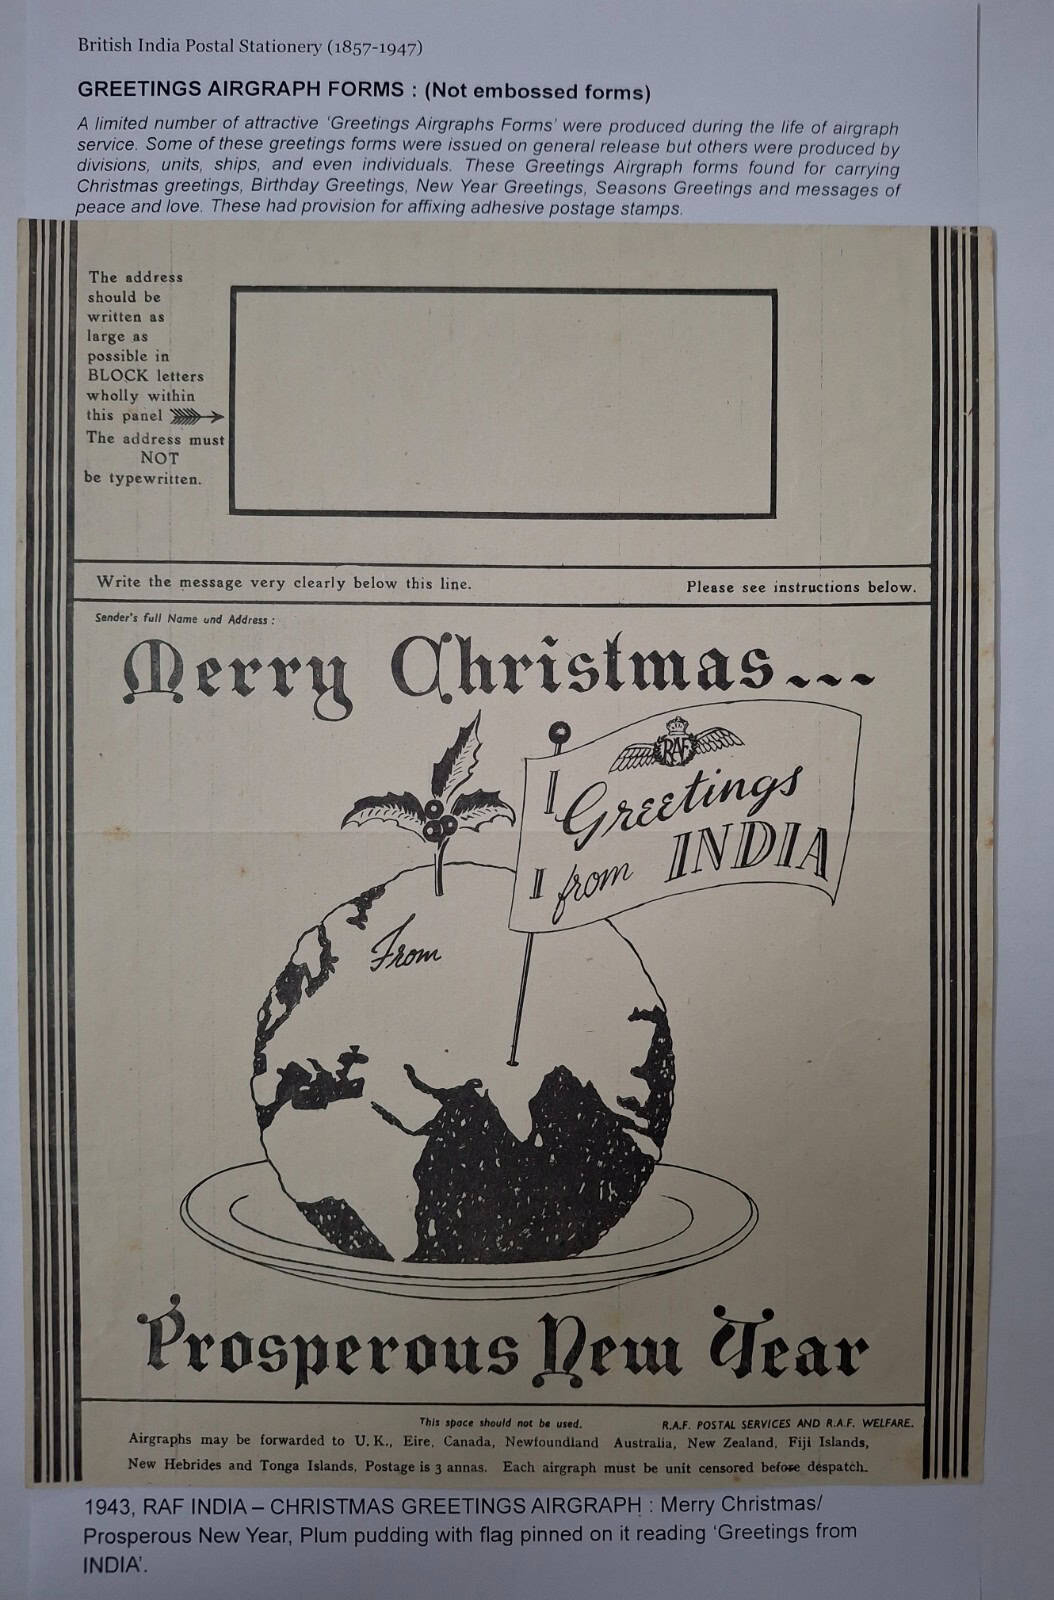 British India Postal Stationery (1857-1947)
GREETINGS AIRGRAPH FORMS : (Not embossed forms)
A limited number of attractive ‘Greetings Airgraphs Forms’ were produced during the life of airgraph
service. Some of these greetings forms were issued on general release but others were produced by
divisions, units, ships, and even individuals. These Greetings Airgraph forms found for carrying
Christmas greetings, Birthday Greetings, New Year Greetings, Seasons Greetings and messages of
peace and love. These had provision for affixing adhesive postage stamps.
The address
should be
written as
large as
possible in
BLOCK letters
wholly within
this panel
The address must
NOT
be typewritten.
Write the message very clearly below this line.
Please see instructions below.
Sender's full Name and Address :
Merry Christmas...
RAF
Greetings
from INDIA
From
Prosperous New Year
This space should not be used.
R.A.F. POSTAL SERVICES AND R.A.F. WELFARE.
Airgraphs may be forwarded to U.K., Eire, Canada, Newfoundland Australia, New Zealand, Fiji Islands,
New Hebrides and Tonga Islands, Postage is 3 annas. Each airgraph must be unit censored before despatch.
1943, RAF INDIA – CHRISTMAS GREETINGS AIRGRAPH : Merry Christmas/
Prosperous New Year, Plum pudding with flag pinned on it reading ‘Greetings from
INDIA’.